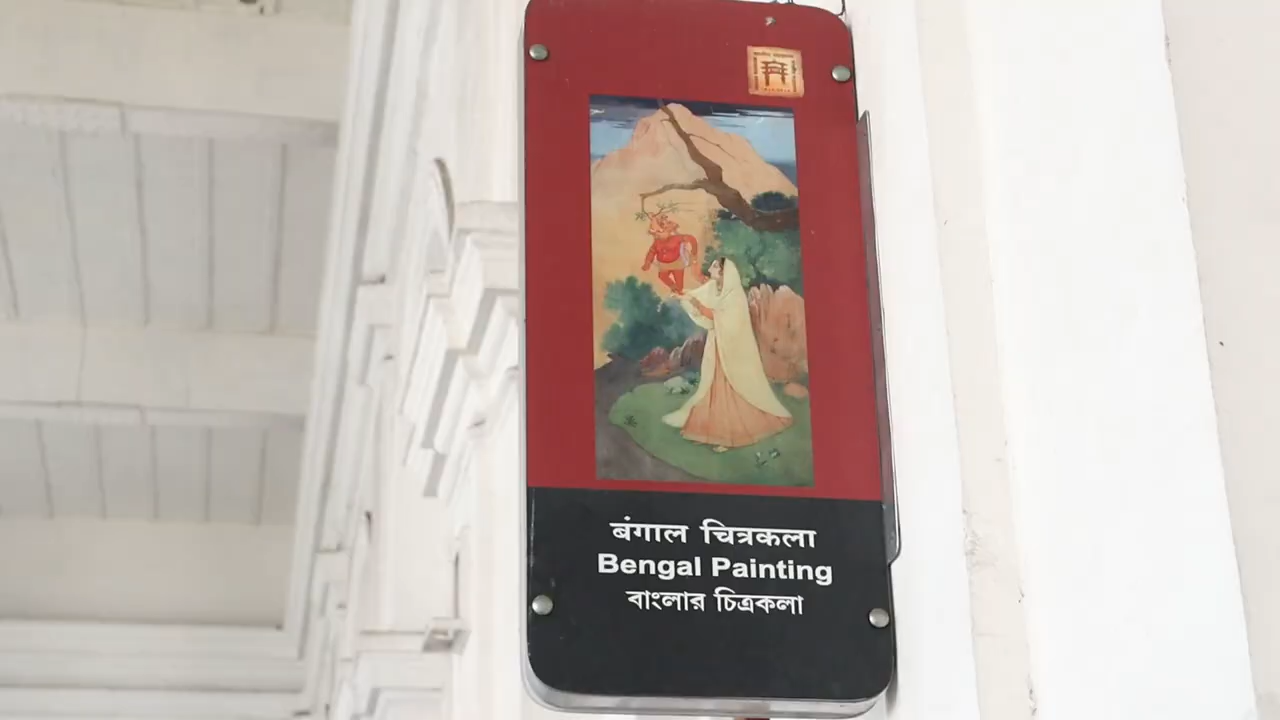 बंगाल चित्रकला
Bengal Painting
বাংলার চিত্রকলা